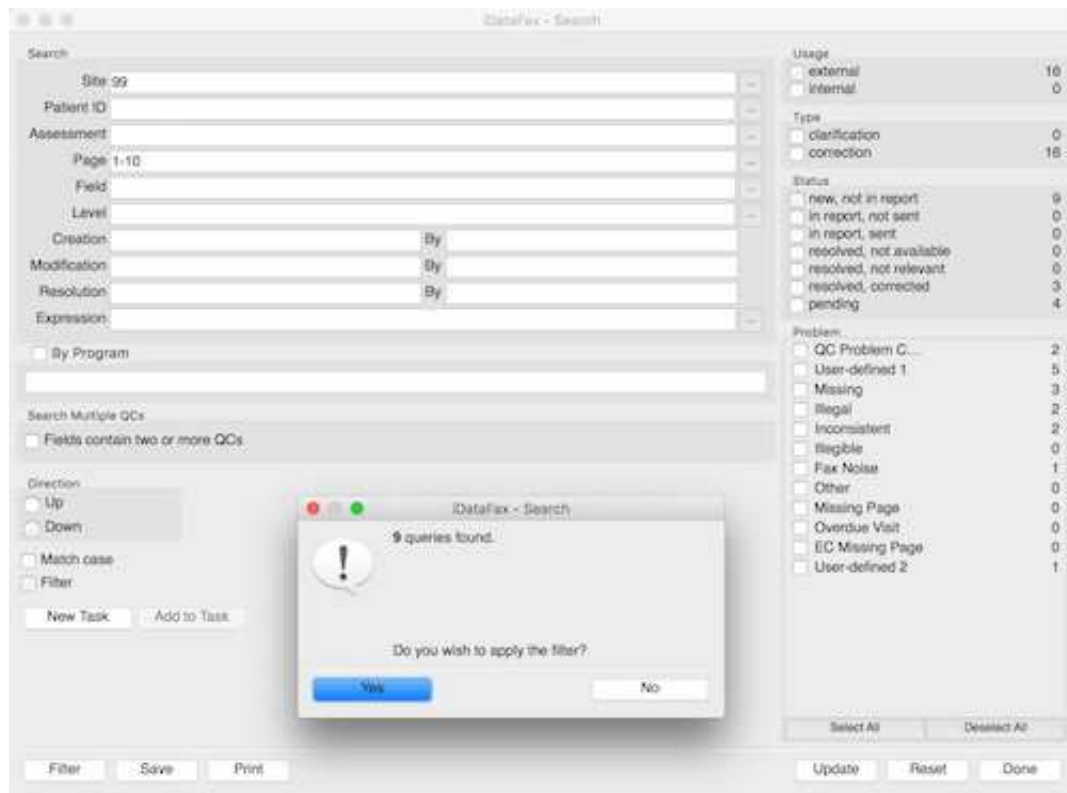 iDataFax - Search
Search
Site 99
Patient ID
Assessment
Page 1-10
Field
Level
Creation By
Modification By
Resolution By
Expression
By Program
Search Multiple QCs
Fields contain two or more QCs
Direction
Up
Down
Match case
Filter
New Task Add to Task
Usage
external 16
internal 0
Type
clarification 0
correction 16
Status
new, not in report 9
in report, not sent 0
in report, sent 0
resolved, not available 0
resolved, not relevant 0
resolved, corrected 3
pending 4
Problem
QC Problem C... 2
User-defined 1 5
Missing 3
Illegal 2
Inconsistent 2
Illegible 0
Fax Noise 1
Other 0
Missing Page 0
Overdue Visit 0
EC Missing Page 0
User-defined 2 1
Select All Deselect All
iDataFax - Search
9 queries found.
Do you wish to apply the filter?
Yes No
Filter Save Print Update Reset Done